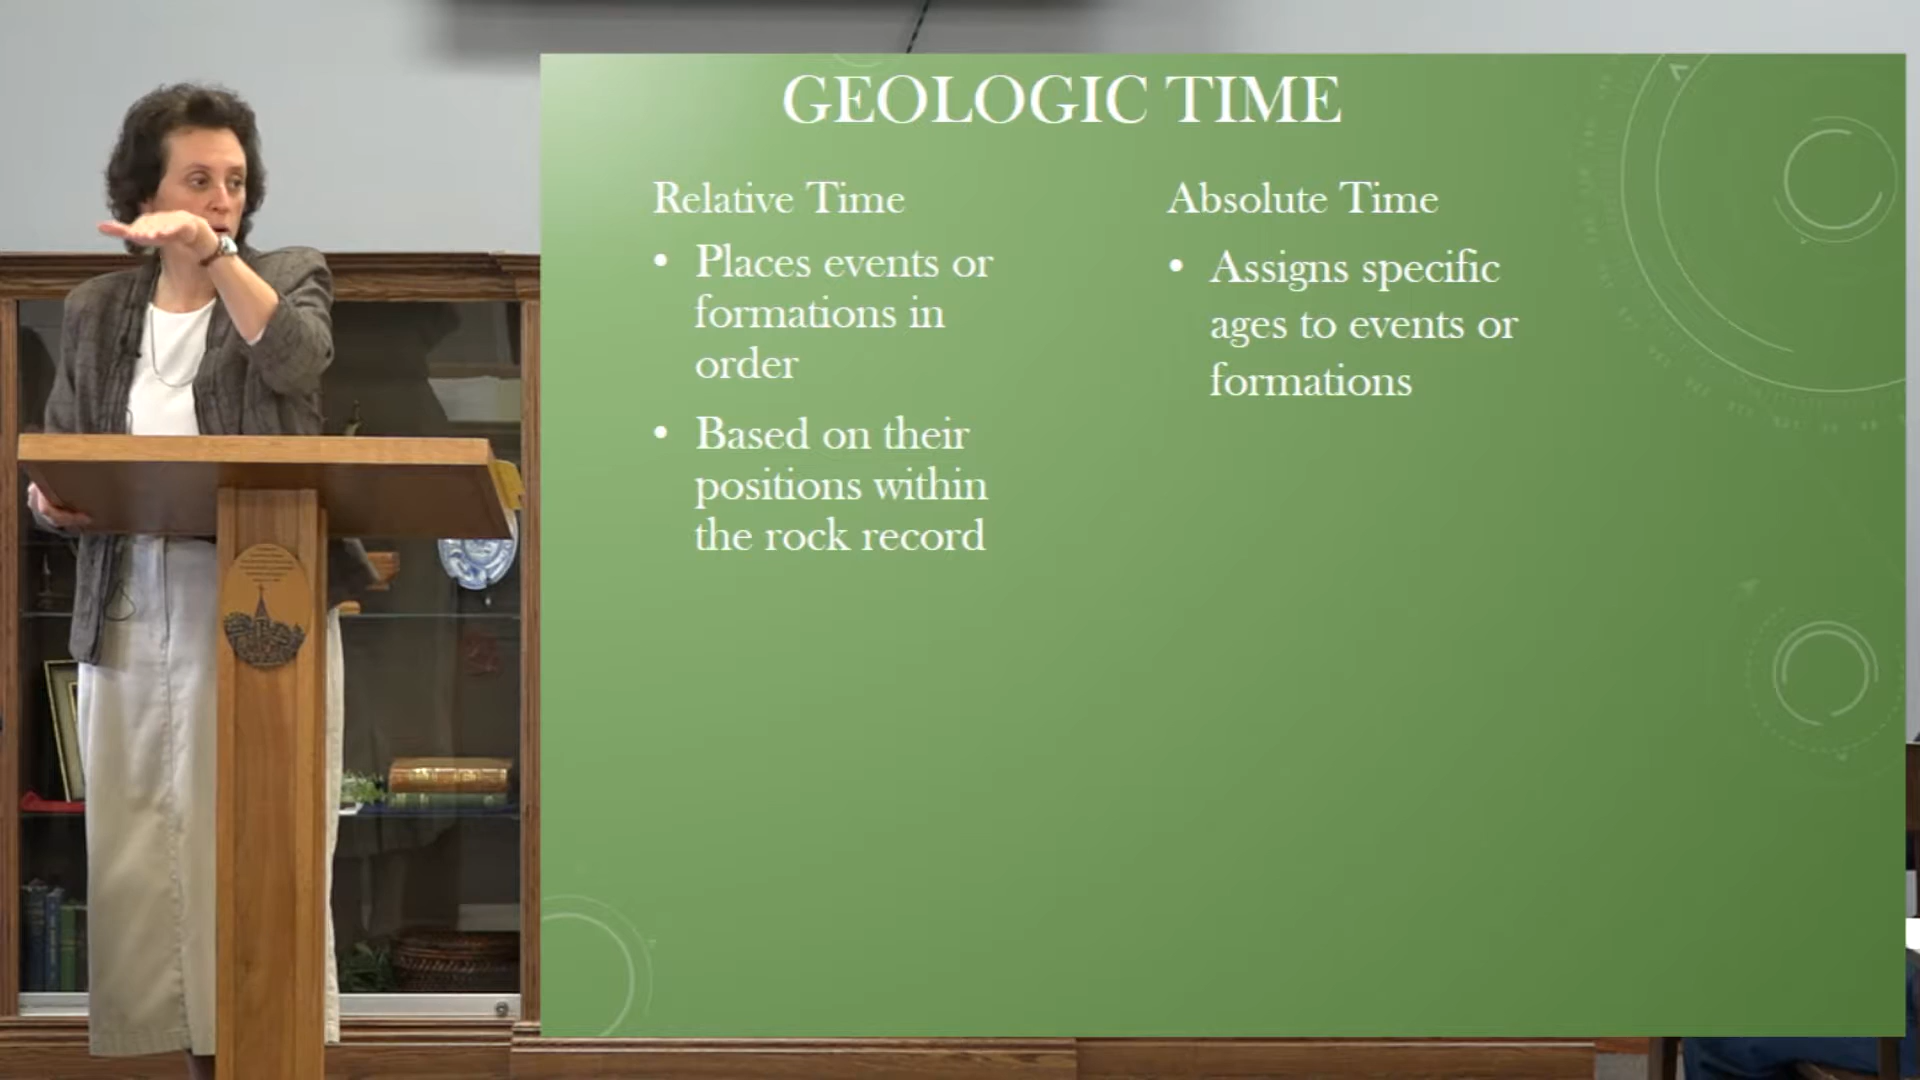 GEOLOGIC TIME
Relative Time
• Places events or
formations in
order
• Based on their
positions within
the rock record
Absolute Time
• Assigns specific
ages to events or
formations